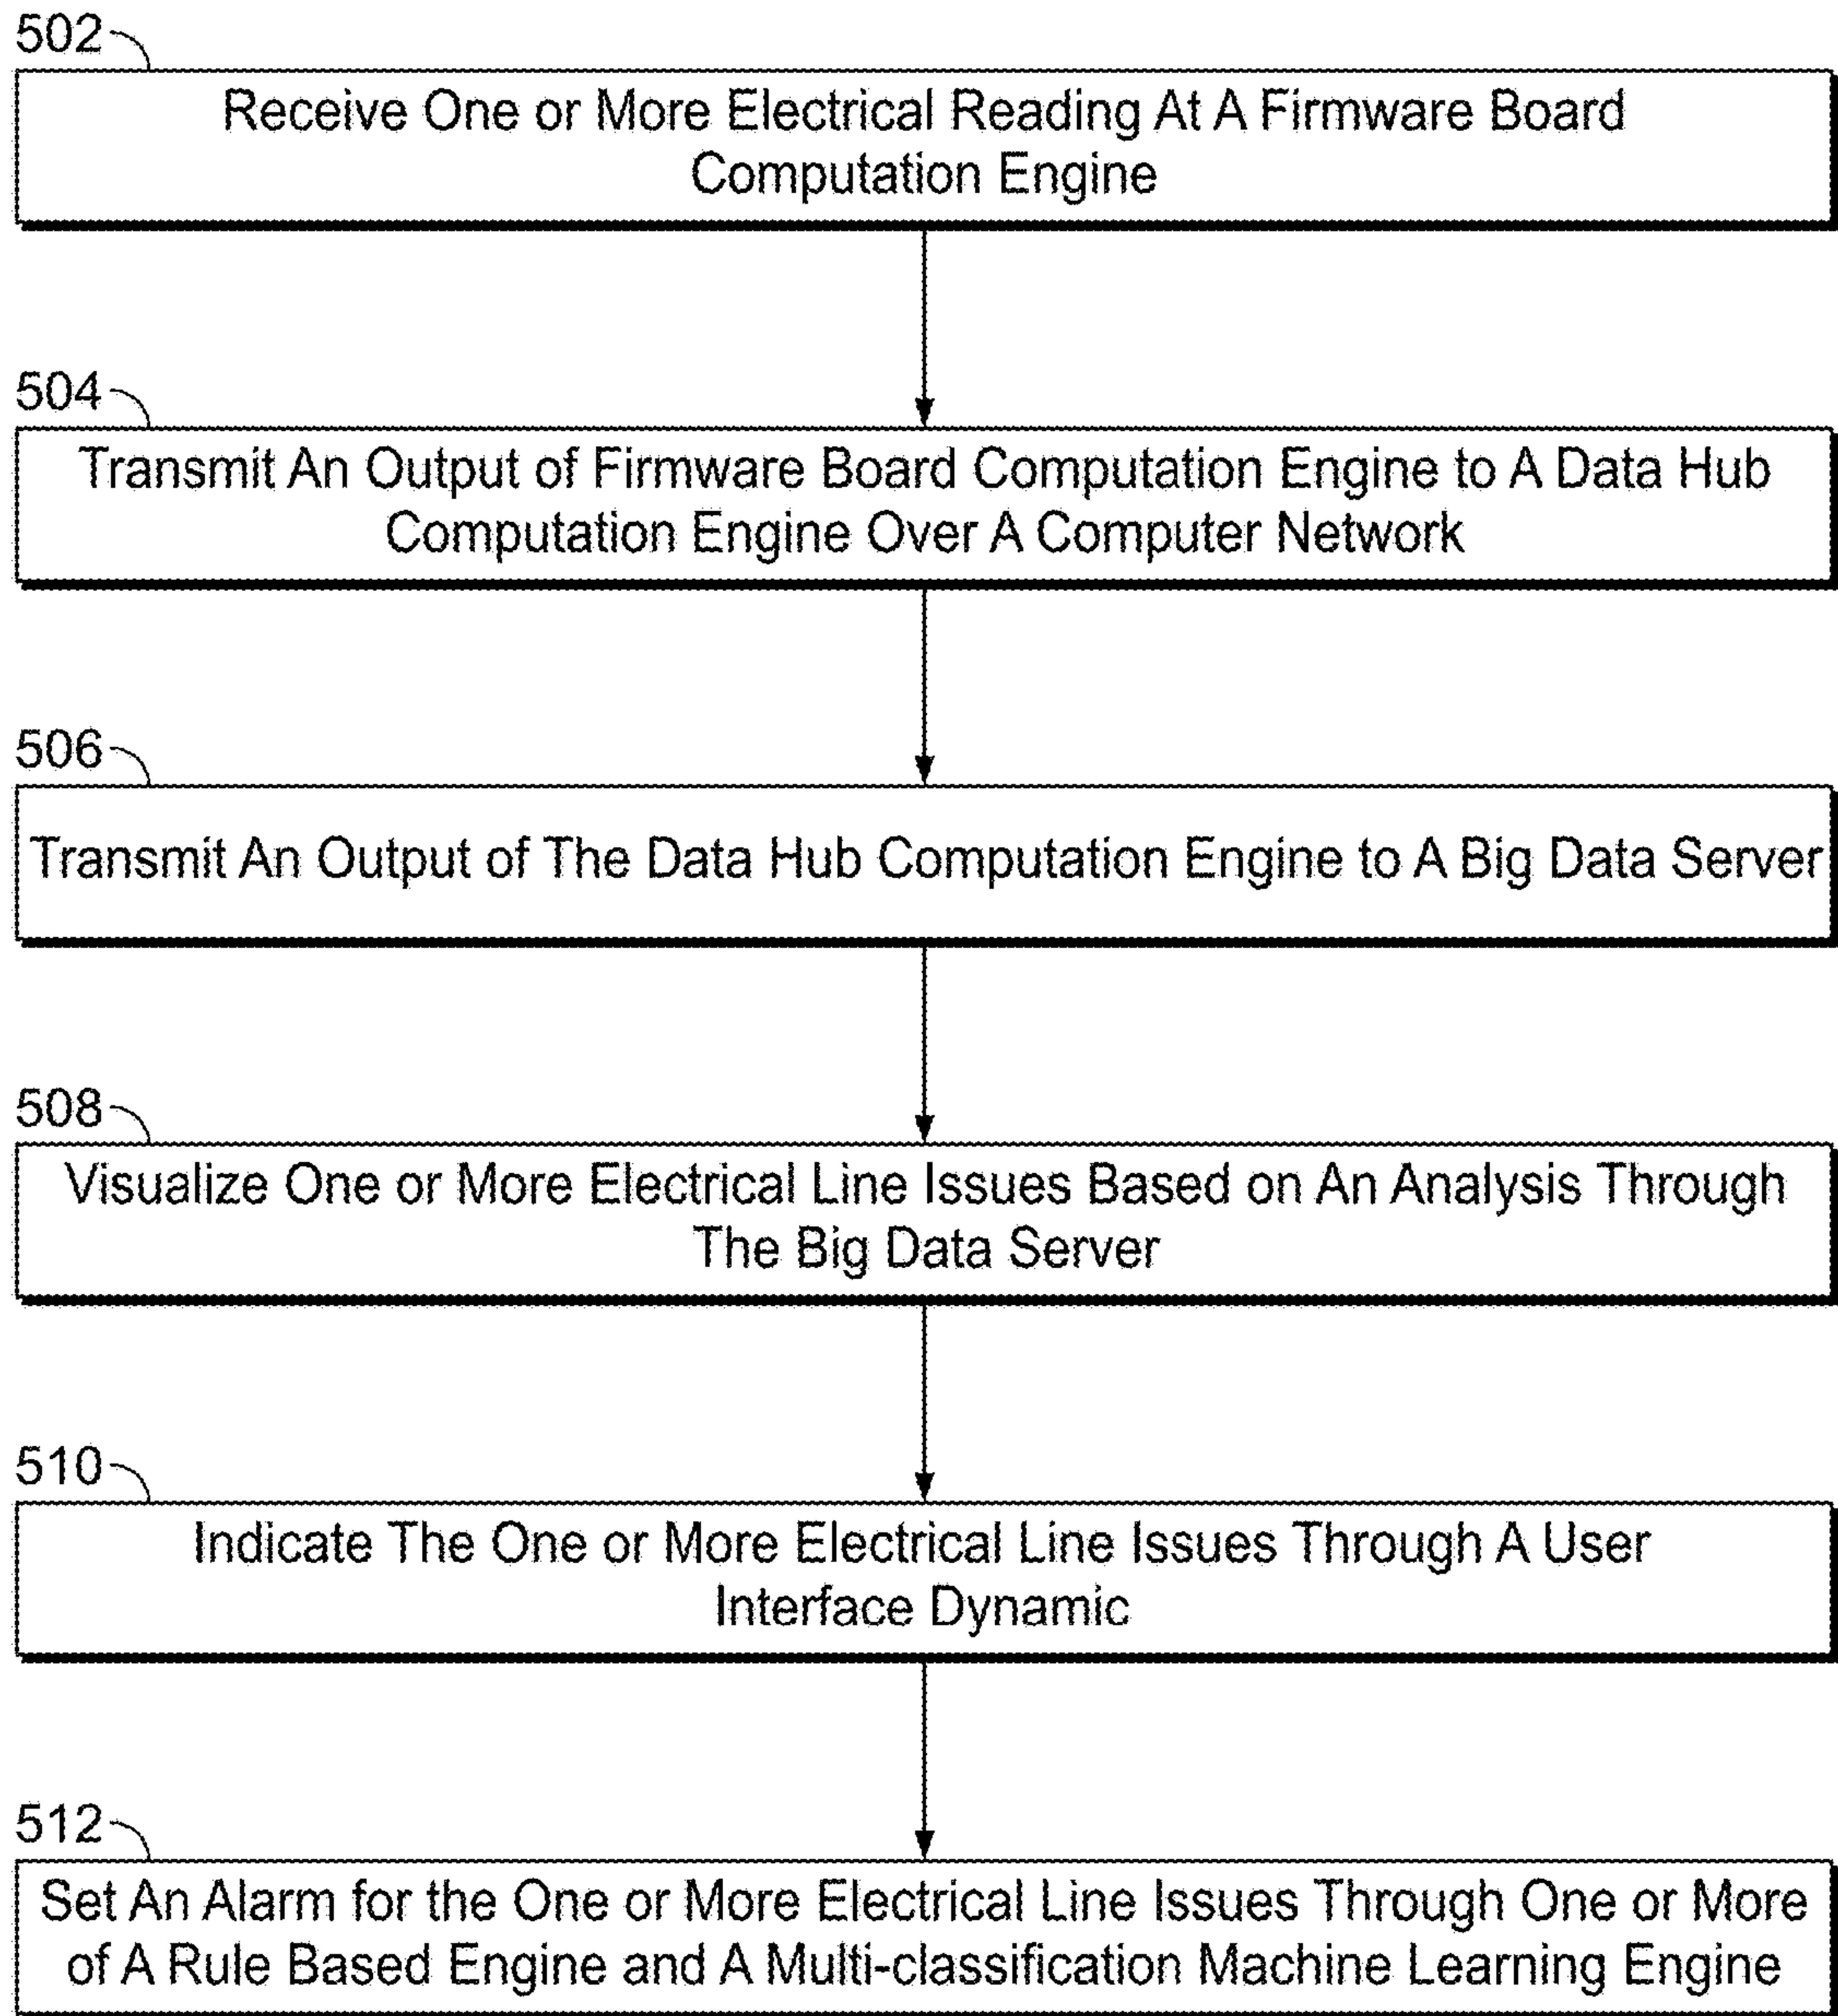 502
Receive One or More Electrical Reading At A Firmware Board
Computation Engine
504
Transmit An Output of Firmware Board Computation Engine to A Data Hub
Computation Engine Over A Computer Network
506
Transmit An Output of The Data Hub Computation Engine to A Big Data Server
508
Visualize One or More Electrical Line Issues Based on An Analysis Through
The Big Data Server
510
Indicate The One or More Electrical Line Issues Through A User
Interface Dynamic
512
Set An Alarm for the One or More Electrical Line Issues Through One or More
of A Rule Based Engine and A Multi-classification Machine Learning Engine